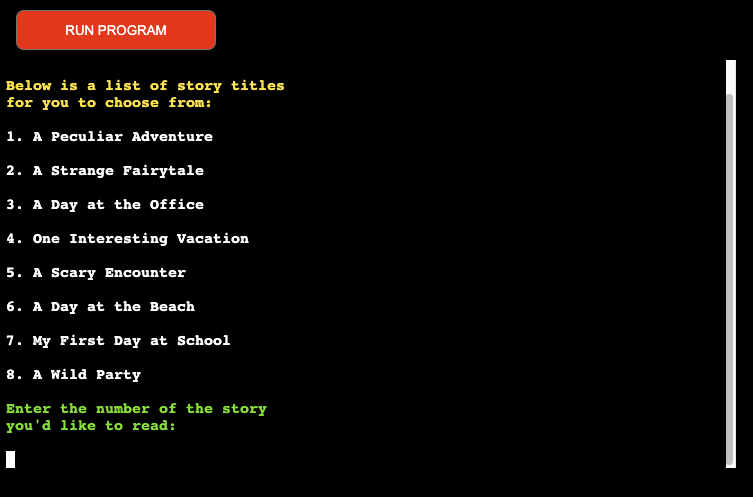 RUN PROGRAM
Below is a list of story titles
for you to choose from:
1. A Peculiar Adventure
2. A Strange Fairytale
3. A Day at the Office
4. One Interesting Vacation
5. A Scary Encounter
6. A Day at the Beach
7. My First Day at School
8. A Wild Party
Enter the number of the story
you'd like to read: